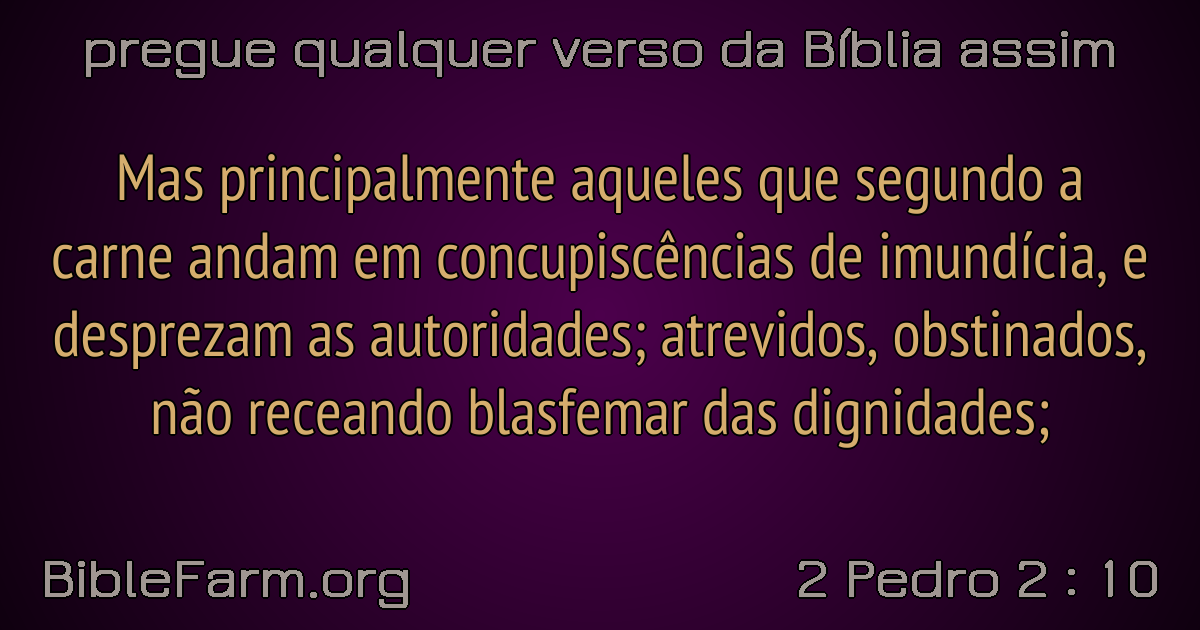 pregue qualquer verso da Bíblia assim
Mas principalmente aqueles que segundo a
carne andam em concupiscências de imundícia, e
desprezam as autoridades; atrevidos, obstinados,
não receando blasfemar das dignidades;
BibleFarm.org
2 Pedro 2 : 10